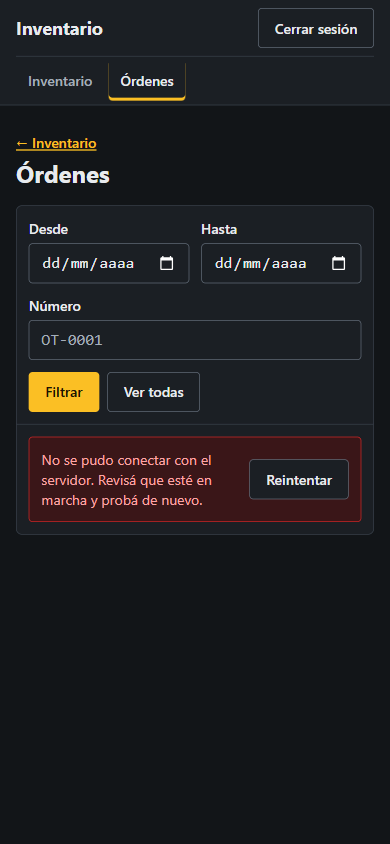 Inventario
Cerrar sesión
Inventario
Órdenes
← Inventario
Órdenes
Desde
Hasta
dd/mm/aaaa
dd/mm/aaaa
Número
OT-0001
Filtrar
Ver todas
No se pudo conectar con el
servidor. Revisá que esté en
marcha y probá de nuevo.
Reintentar